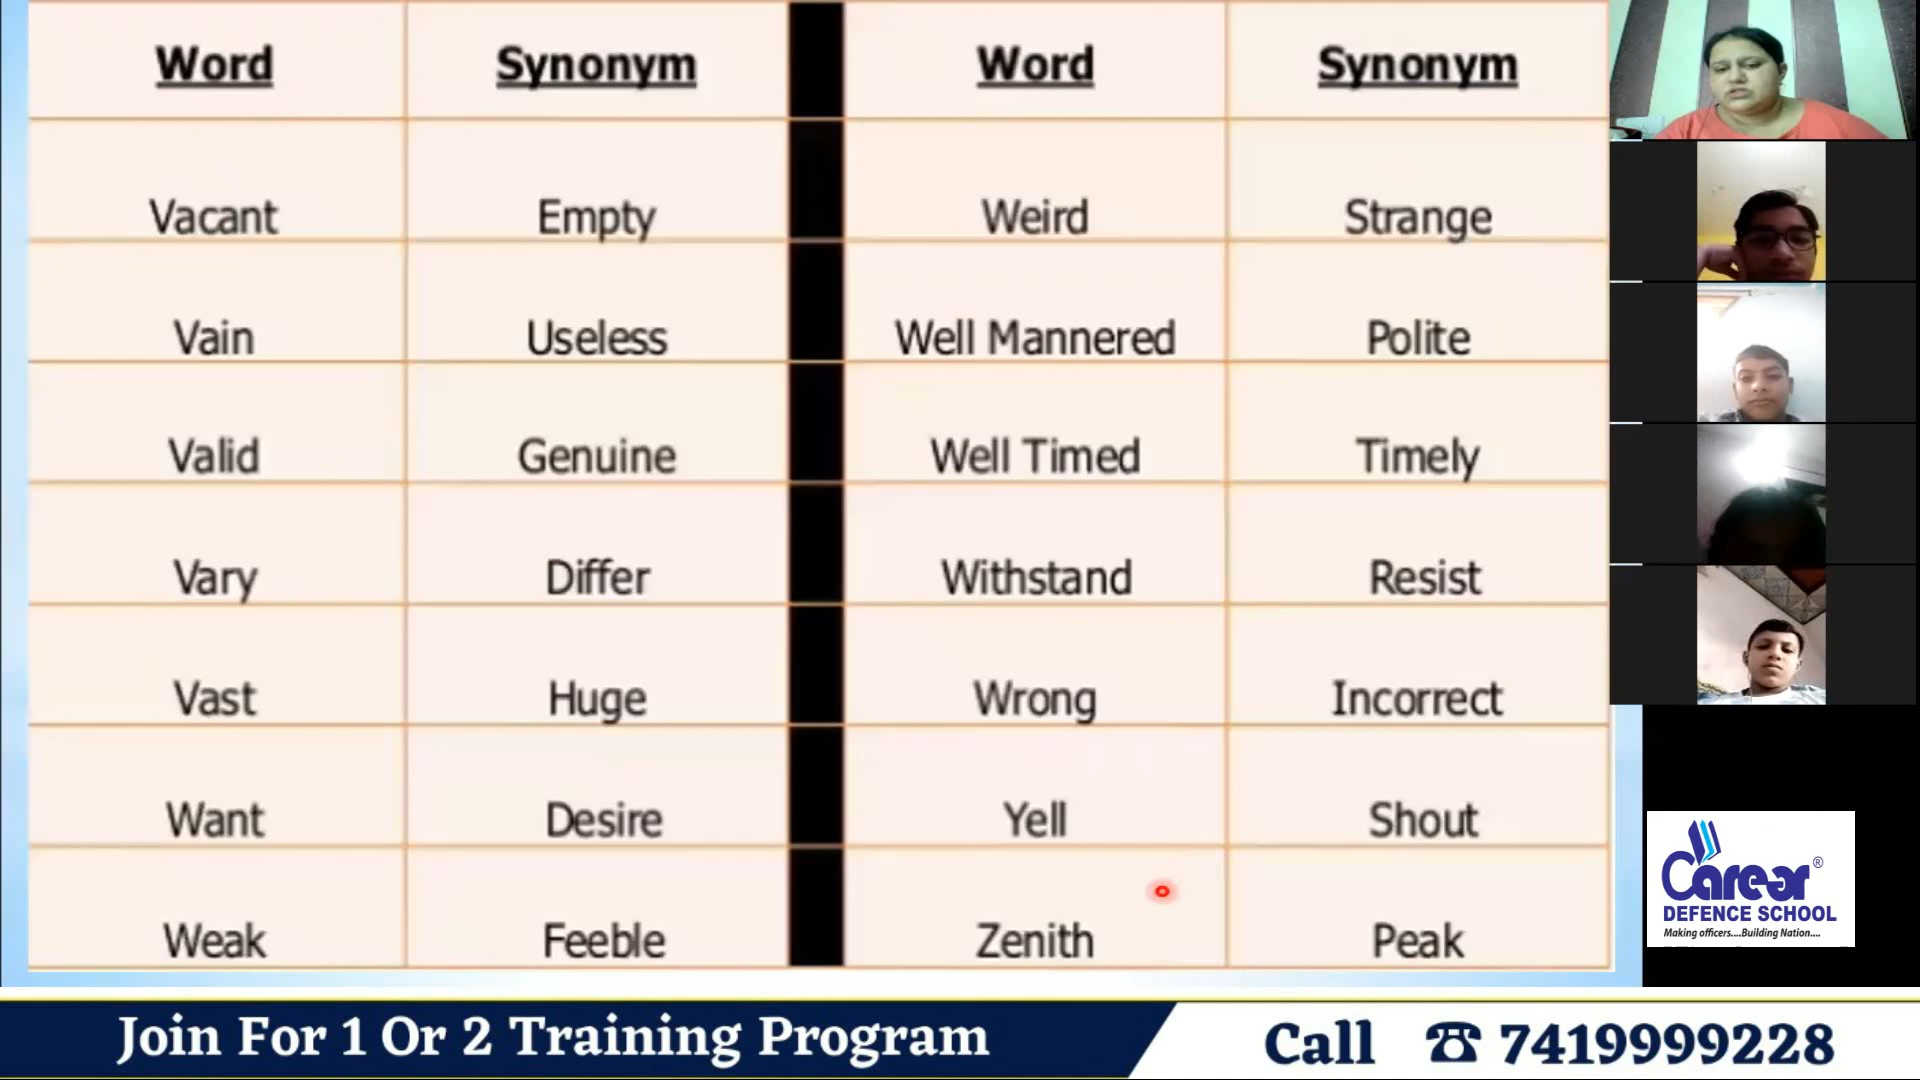 Word Synonym Word Synonym
Vacant Empty Weird Strange
Vain Useless Well Mannered Polite
Valid Genuine Well Timed Timely
Vary Differ Withstand Resist
Vast Huge Wrong Incorrect
Want Desire Yell Shout
Weak Feeble Zenith Peak
Carear®
DEFENCE SCHOOL
Making officers....Building Nation....
Join For 1 Or 2 Training Program
Call ☎ 7419999228